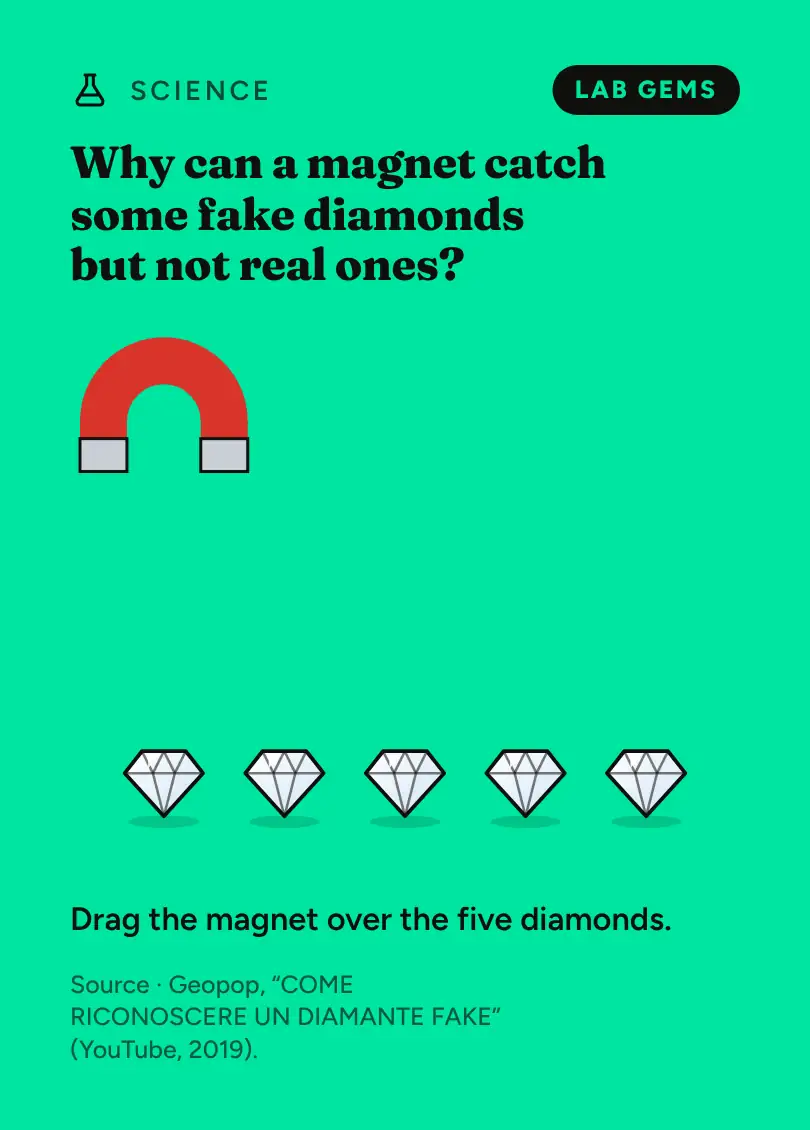 SCIENCE
LAB GEMS
Why can a magnet catch
some fake diamonds
but not real ones?
Drag the magnet over the five diamonds.
Source · Geopop, “COME
RICONOSCERE UN DIAMANTE FAKE”
(YouTube, 2019).